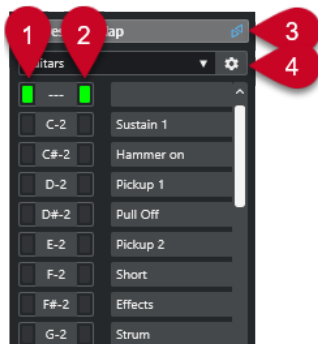 1 2 3
4
---
C-2 Sustain 1
C#-2 Hammer on
D-2 Pickup 1
D#-2 Pull Off
E-2 Pickup 2
F-2 Short
F#-2 Effects
G-2 Strum